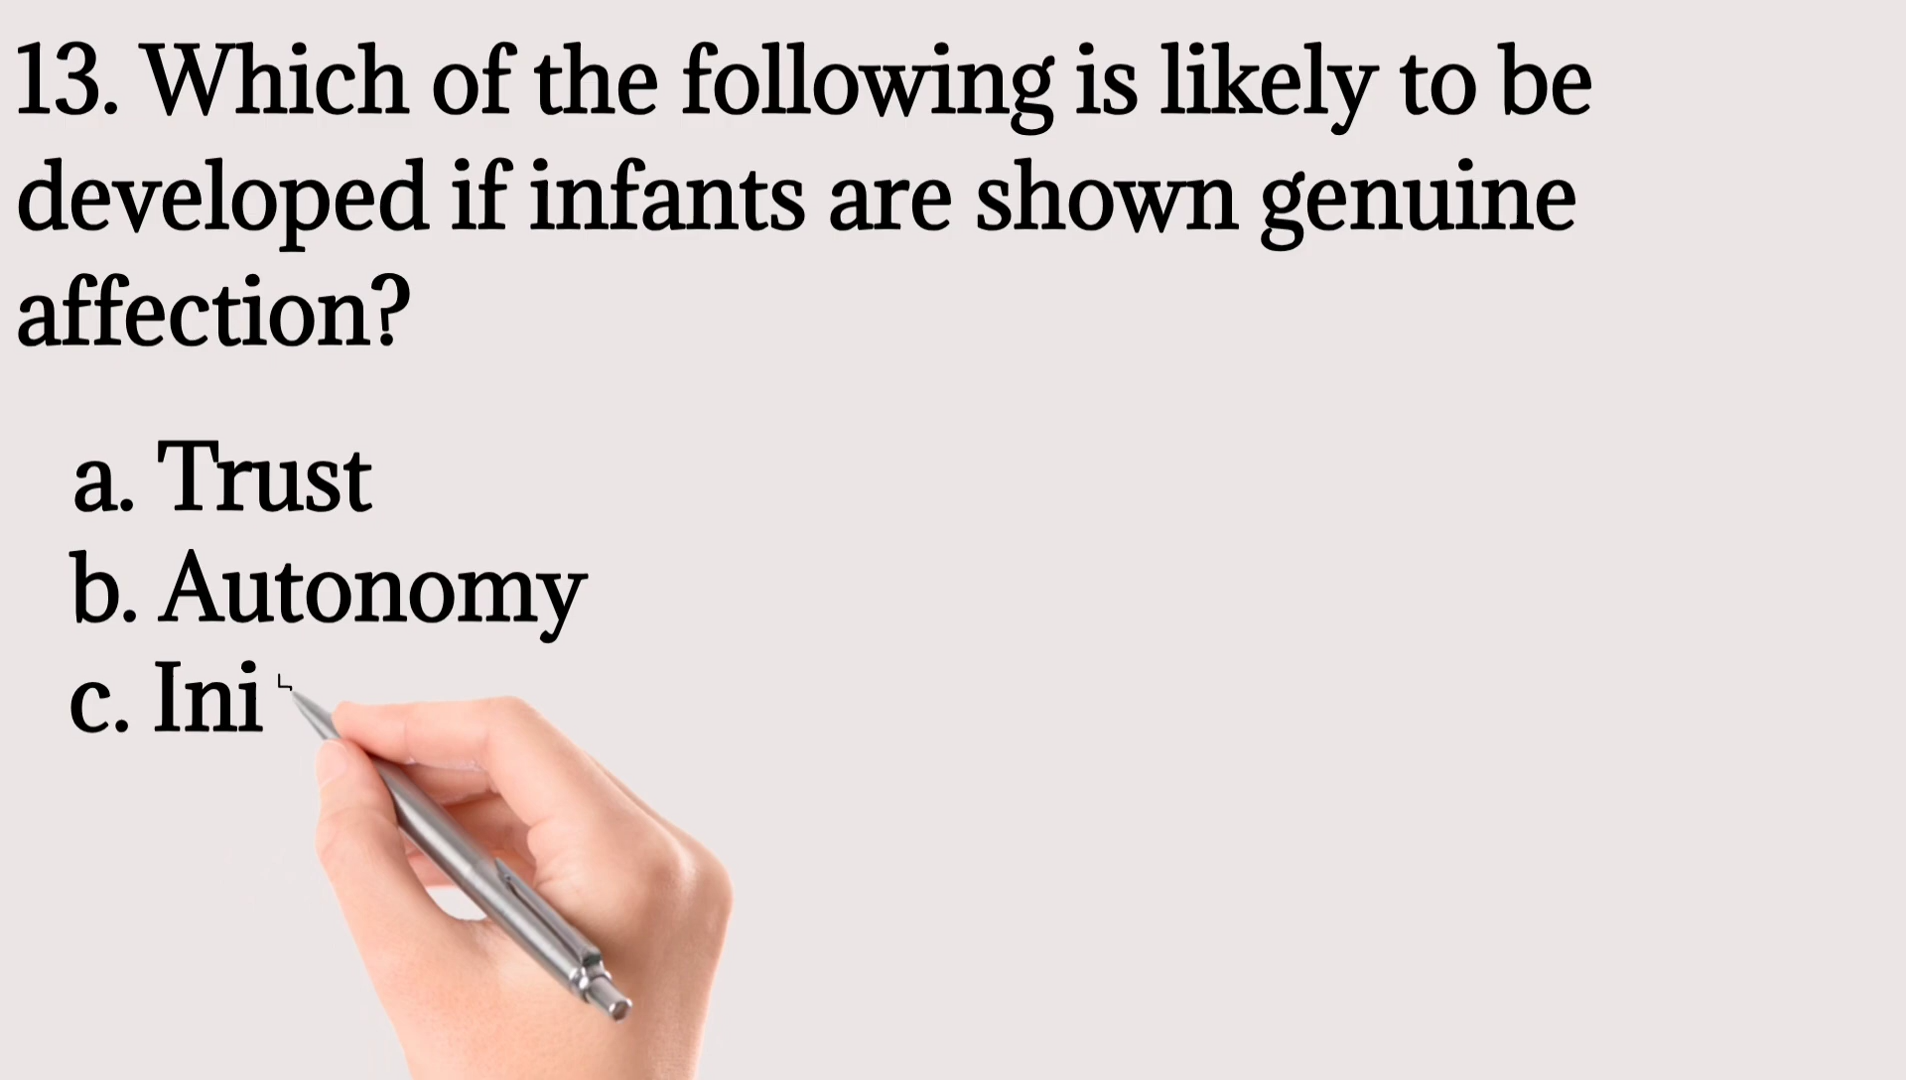 13. Which of the following is likely to be
developed if infants are shown genuine
affection?
a. Trust
b. Autonomy
c. Ini